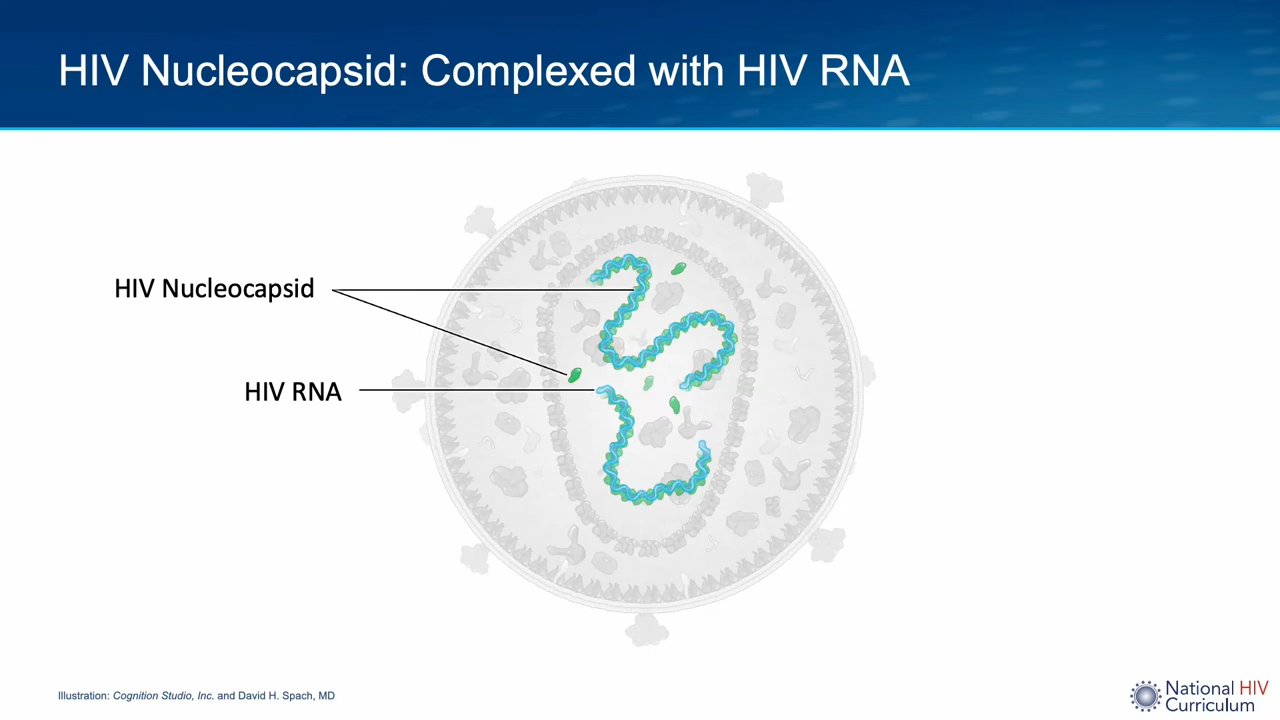 HIV Nucleocapsid: Complexed with HIV RNA
HIV Nucleocapsid
HIV RNA
Illustration: Cognition Studio, Inc. and David H. Spach, MD
National HIV
Curriculum